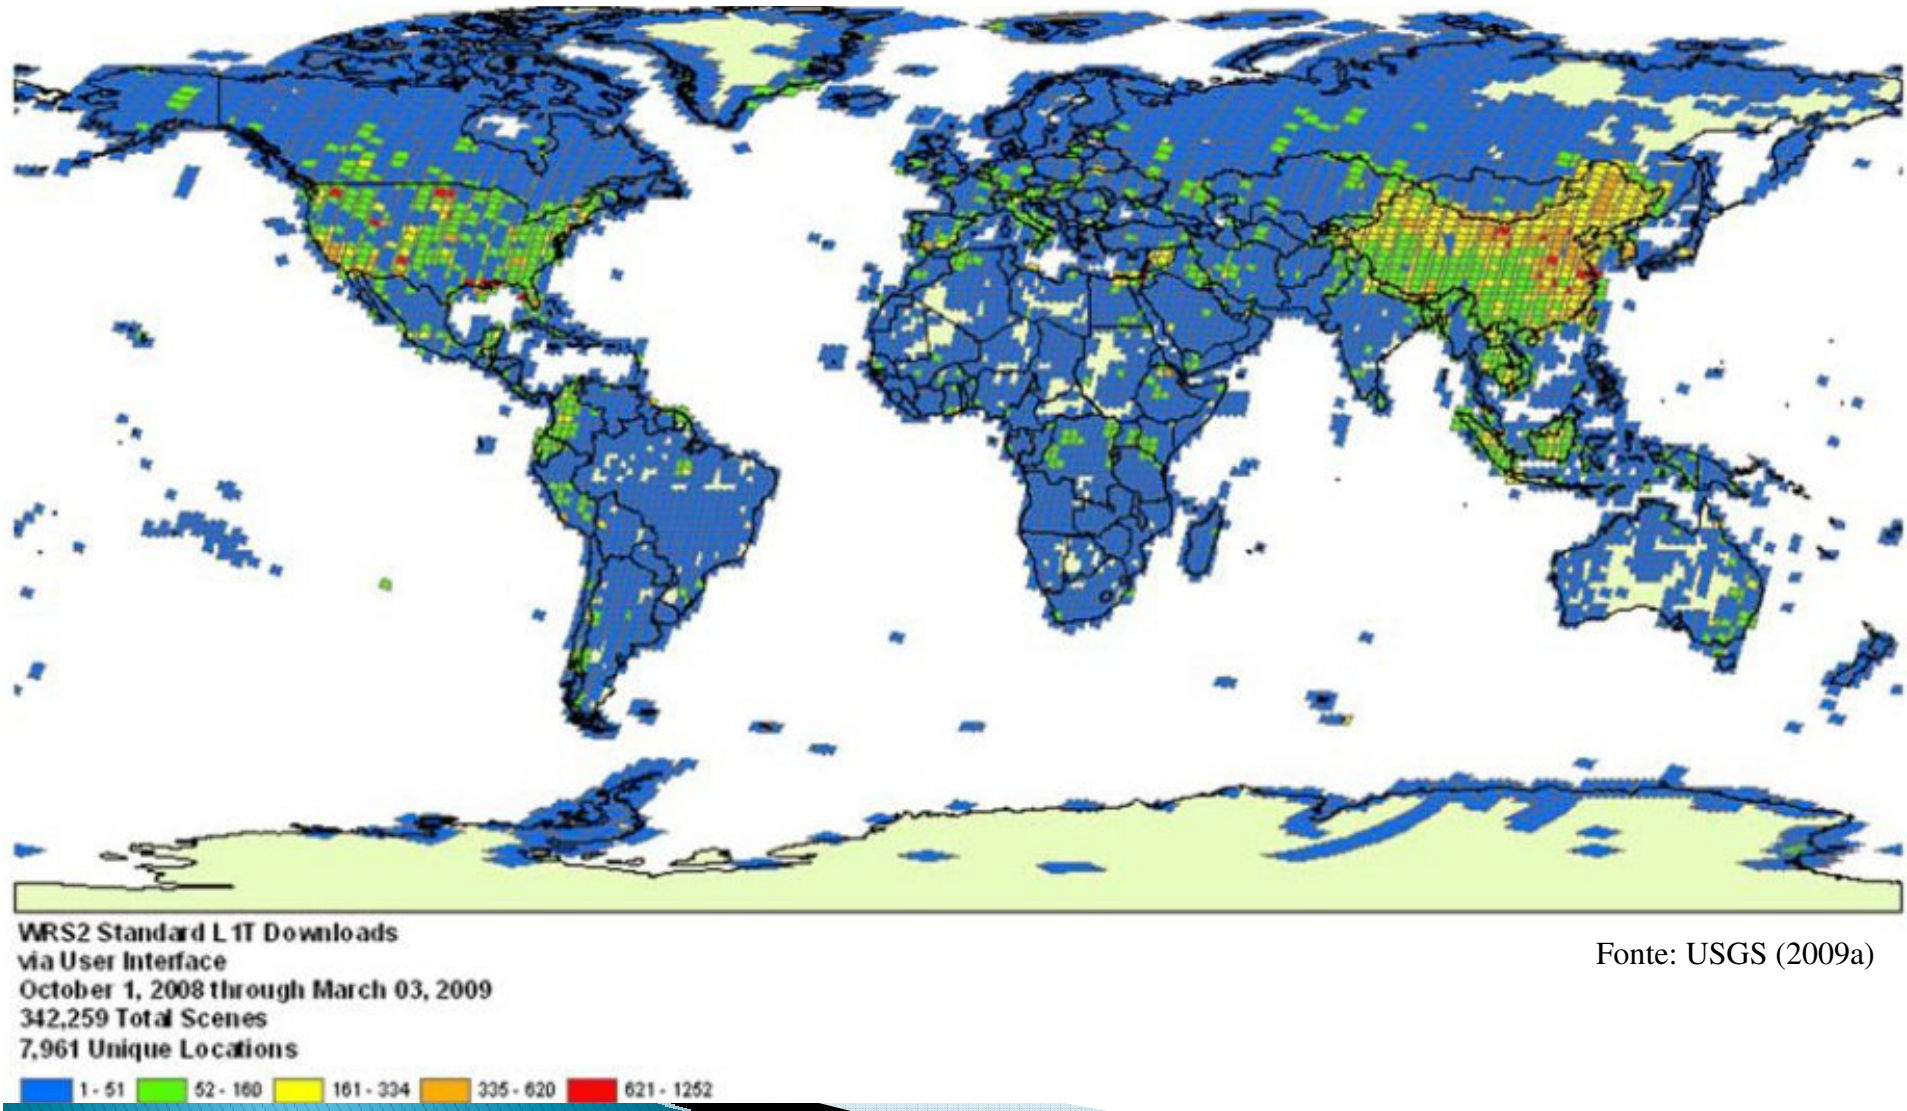 WRS2 Standard L1T Downloads
via User Interface
October 1, 2008 through March 03, 2009
342,259 Total Scenes
7,961 Unique Locations
Fonte: USGS (2009a)
1 - 51 52 - 160 161 - 334 335 - 620 621 - 1252